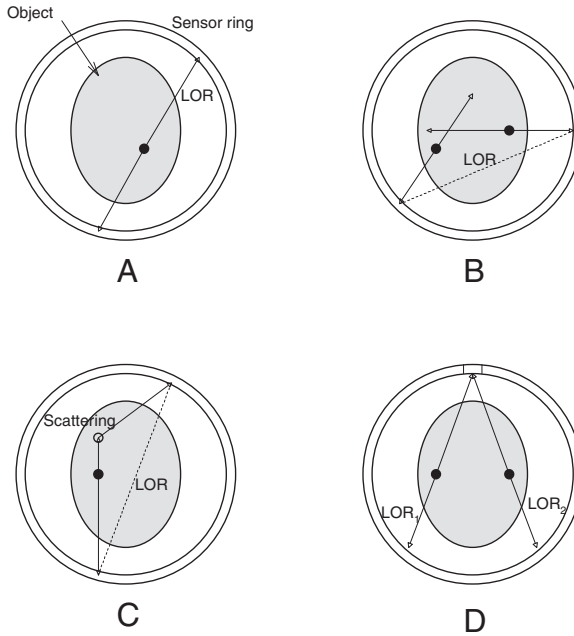 Object
Sensor ring
LOR
A
LOR
B
Scattering
LOR
C
LOR1
LOR2
D